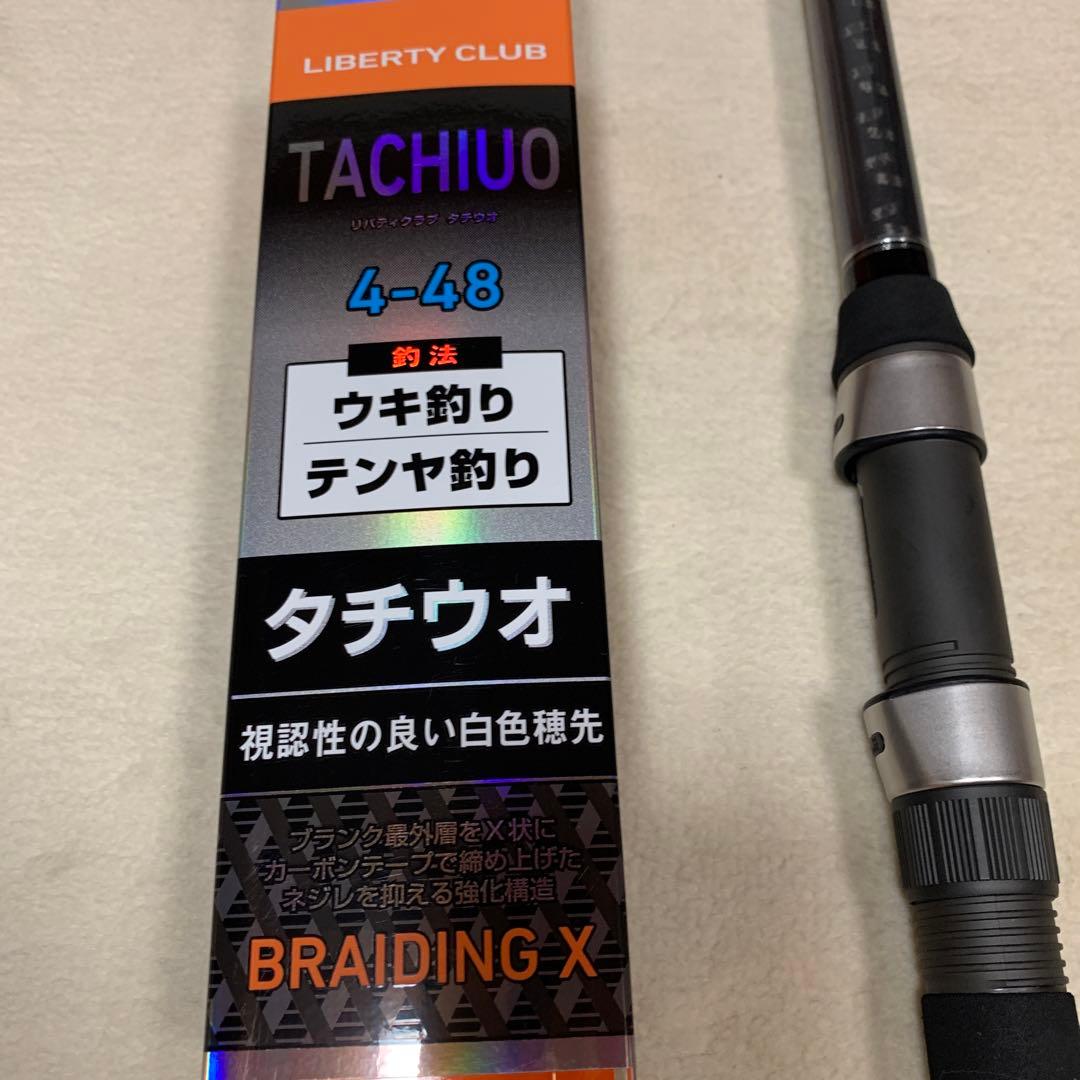 LIBERTY CLUB
TACHIUO
リバティクラブ タチウオ
4-48
釣法
ウキ釣り
テンヤ釣り
タチウオ
視認性の良い白色穂先
ブランク最外層をX状に
カーボンテープで締め上げた
ネジレを抑える強化構造
BRAIDING X